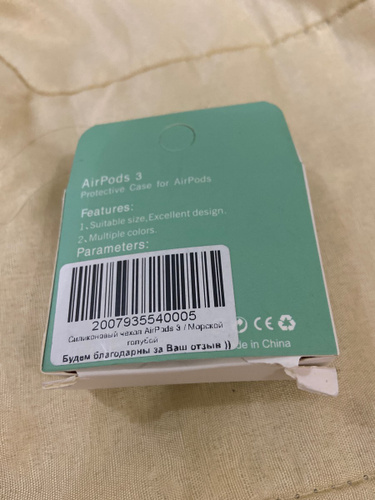 AirPods 3
Protective Case for AirPods
Features:
1、Suitable size,Excellent design.
2、Multiple colors.
Parameters:
2007935540005
Силиконовый чехол AirPods 3 / Морской
голубой
Будем благодарны за Ваш отзыв ))
CE
de in China